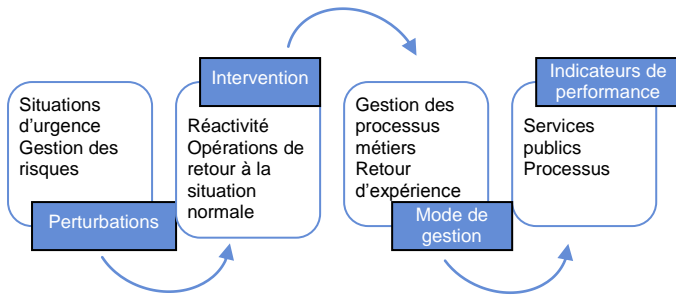 Situations
d'urgence
Gestion des
risques
Perturbations
Intervention
Réactivité
Opérations de
retour à la
situation
normale
Gestion des
processus
métiers
Retour
d'expérience
Mode de
gestion
Indicateurs de
performance
Services
publics
Processus